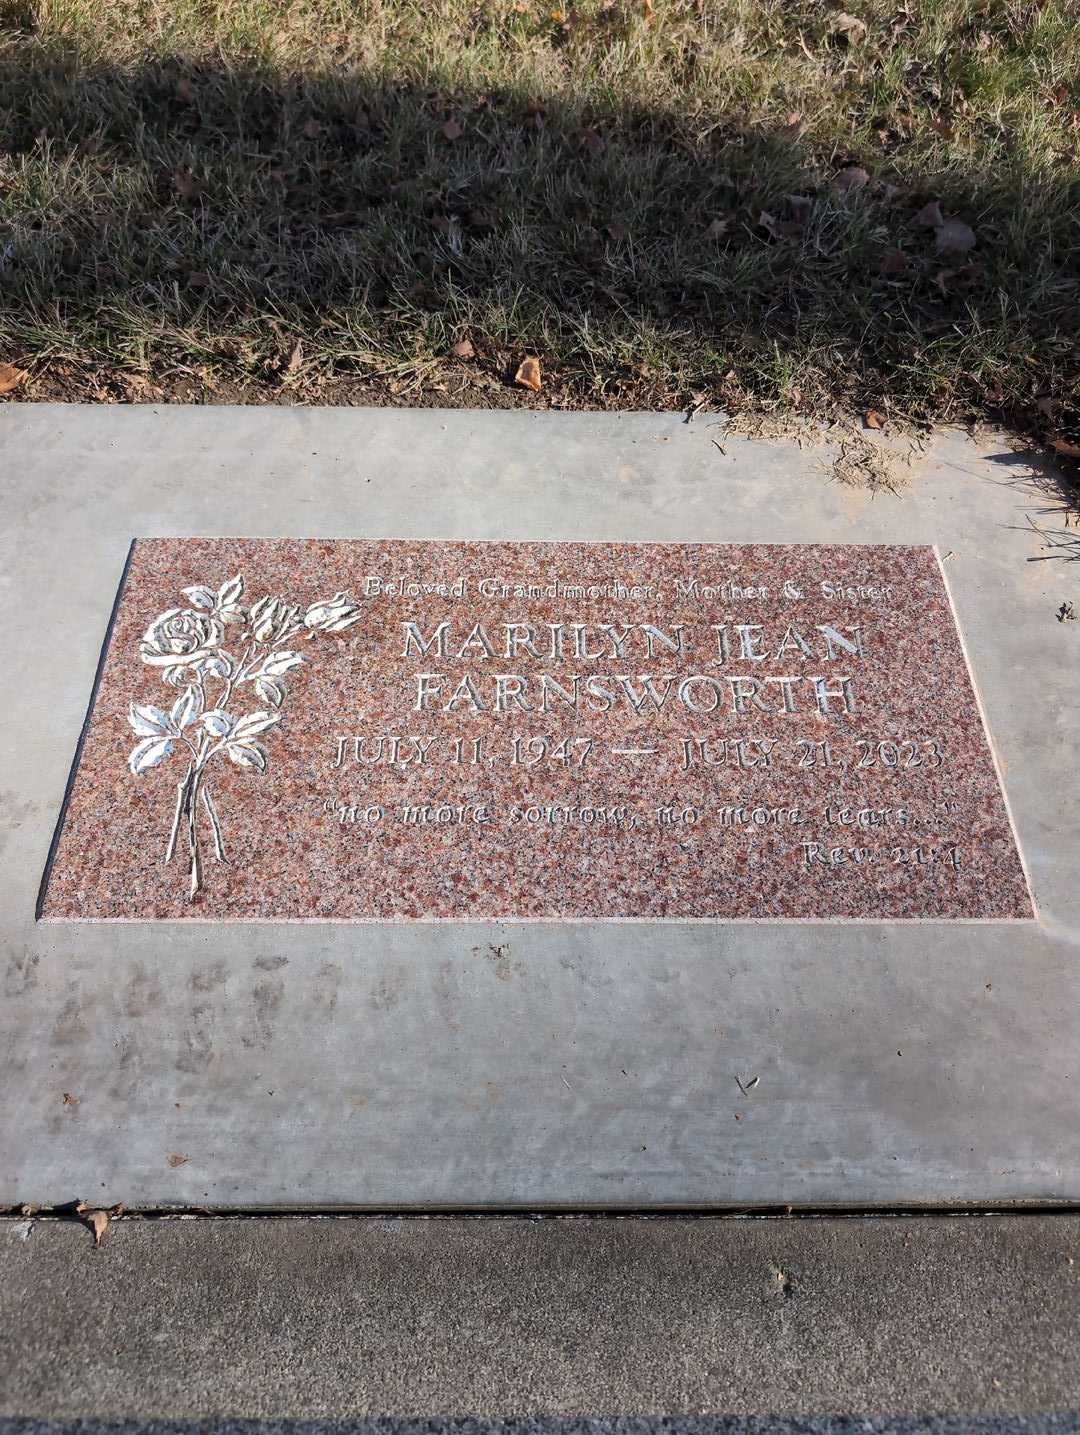 Beloved Grandmother, Mother & Sister
MARILYN JEAN
FARNSWORTH
JULY 11, 1947 — JULY 21, 2023
"no more sorrow, no more tears...."
Rev. 21:4